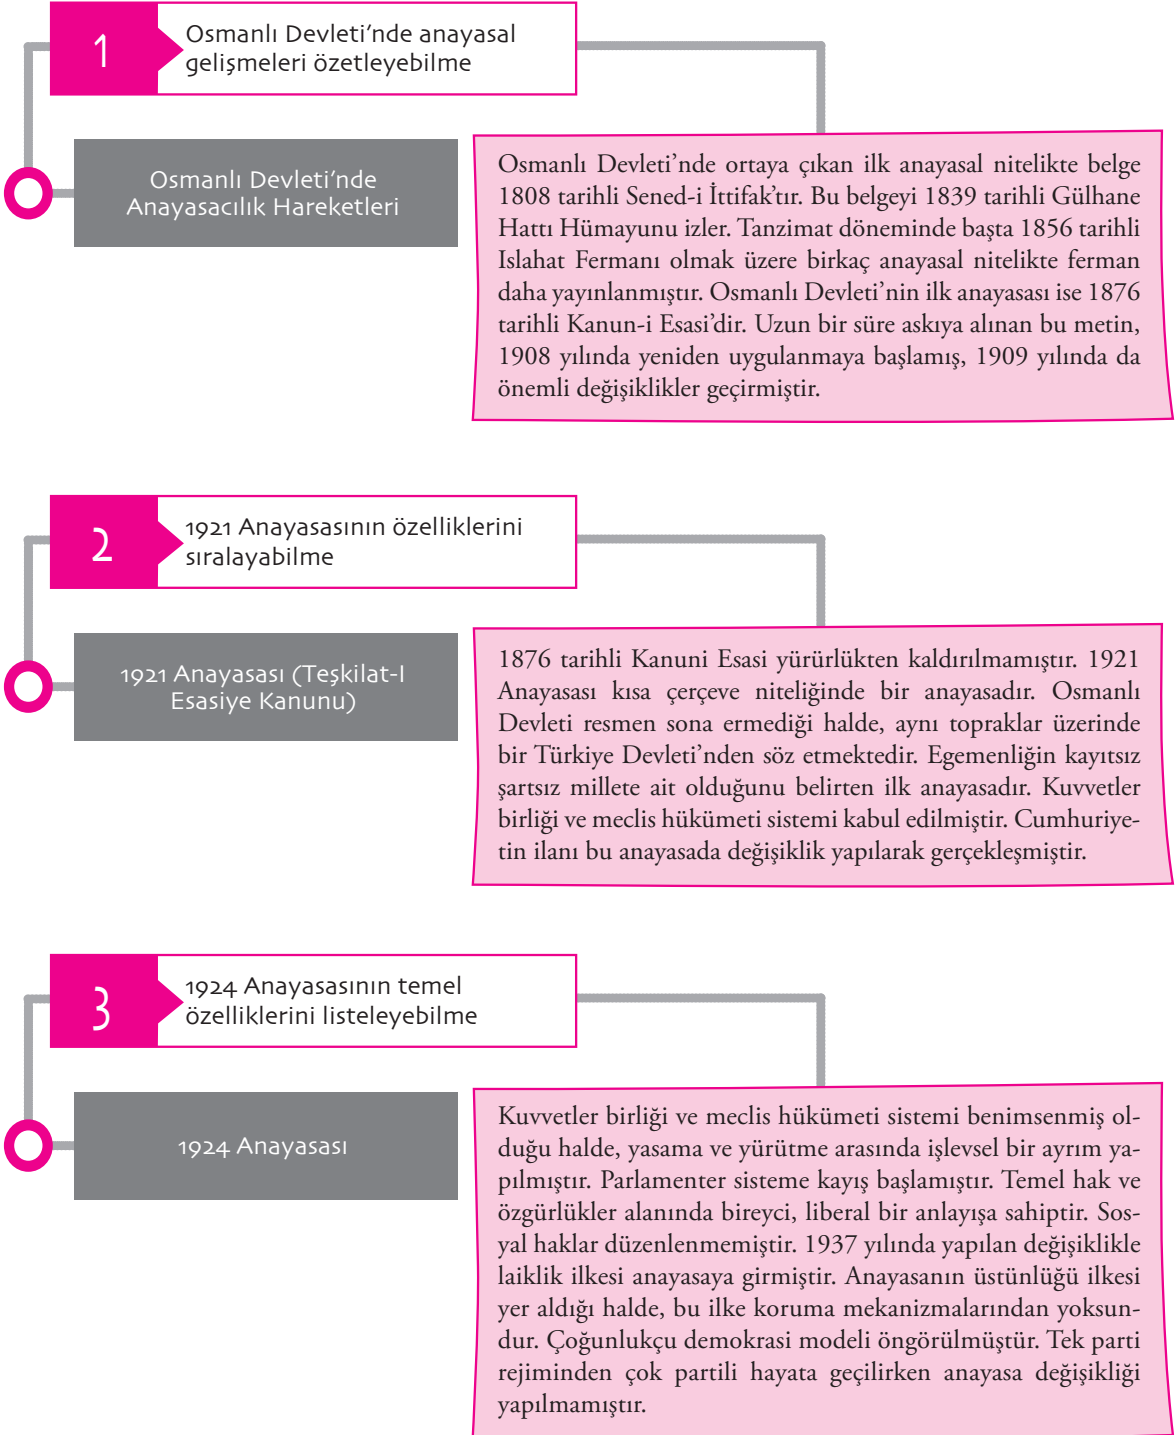 1
Osmanlı Devleti’nde anayasal
gelişmeleri özetleyebilme
Osmanlı Devleti’nde
Anayasacılık Hareketleri
Osmanlı Devleti’nde ortaya çıkan ilk anayasal nitelikte belge
1808 tarihli Sened-i İttifak’tır. Bu belgeyi 1839 tarihli Gülhane
Hattı Hümayunu izler. Tanzimat döneminde başta 1856 tarihli
Islahat Fermanı olmak üzere birkaç anayasal nitelikte ferman
daha yayınlanmıştır. Osmanlı Devleti’nin ilk anayasası ise 1876
tarihli Kanun-i Esasi’dir. Uzun bir süre askıya alınan bu metin,
1908 yılında yeniden uygulanmaya başlamış, 1909 yılında da
önemli değişiklikler geçirmiştir.
2
1921 Anayasasının özelliklerini
sıralayabilme
1921 Anayasası (Teşkilat-I
Esasiye Kanunu)
1876 tarihli Kanuni Esasi yürürlükten kaldırılmamıştır. 1921
Anayasası kısa çerçeve niteliğinde bir anayasadır. Osmanlı
Devleti resmen sona ermediği halde, aynı topraklar üzerinde
bir Türkiye Devleti’nden söz etmektedir. Egemenliğin kayıtsız
şartsız millete ait olduğunu belirten ilk anayasadır. Kuvvetler
birliği ve meclis hükümeti sistemi kabul edilmiştir. Cumhuriye-
tin ilanı bu anayasada değişiklik yapılarak gerçekleşmiştir.
3
1924 Anayasasının temel
özelliklerini listeleyebilme
1924 Anayasası
Kuvvetler birliği ve meclis hükümeti sistemi benimsenmiş ol-
duğu halde, yasama ve yürütme arasında işlevsel bir ayrım ya-
pılmıştır. Parlamenter sisteme kayış başlamıştır. Temel hak ve
özgürlükler alanında bireyci, liberal bir anlayışa sahiptir. Sos-
yal haklar düzenlenmemiştir. 1937 yılında yapılan değişiklikle
laiklik ilkesi anayasaya girmiştir. Anayasanın üstünlüğü ilkesi
yer aldığı halde, bu ilke koruma mekanizmalarından yoksun-
dur. Çoğunlukçu demokrasi modeli öngörülmüştür. Tek parti
rejiminden çok partili hayata geçilirken anayasa değişikliği
yapılmamıştır.